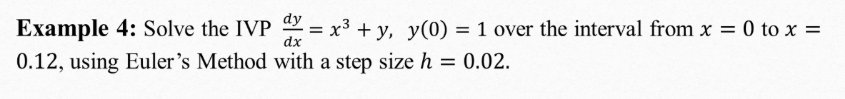 Example 4: Solve the IVP dy/dx = x³ + y, y(0) = 1 over the interval from x = 0 to x =
0.12, using Euler's Method with a step size h = 0.02.